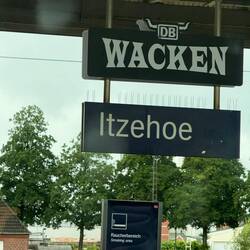 DB
WACKEN
Itzehoe
Raucherbereich
Smoking area